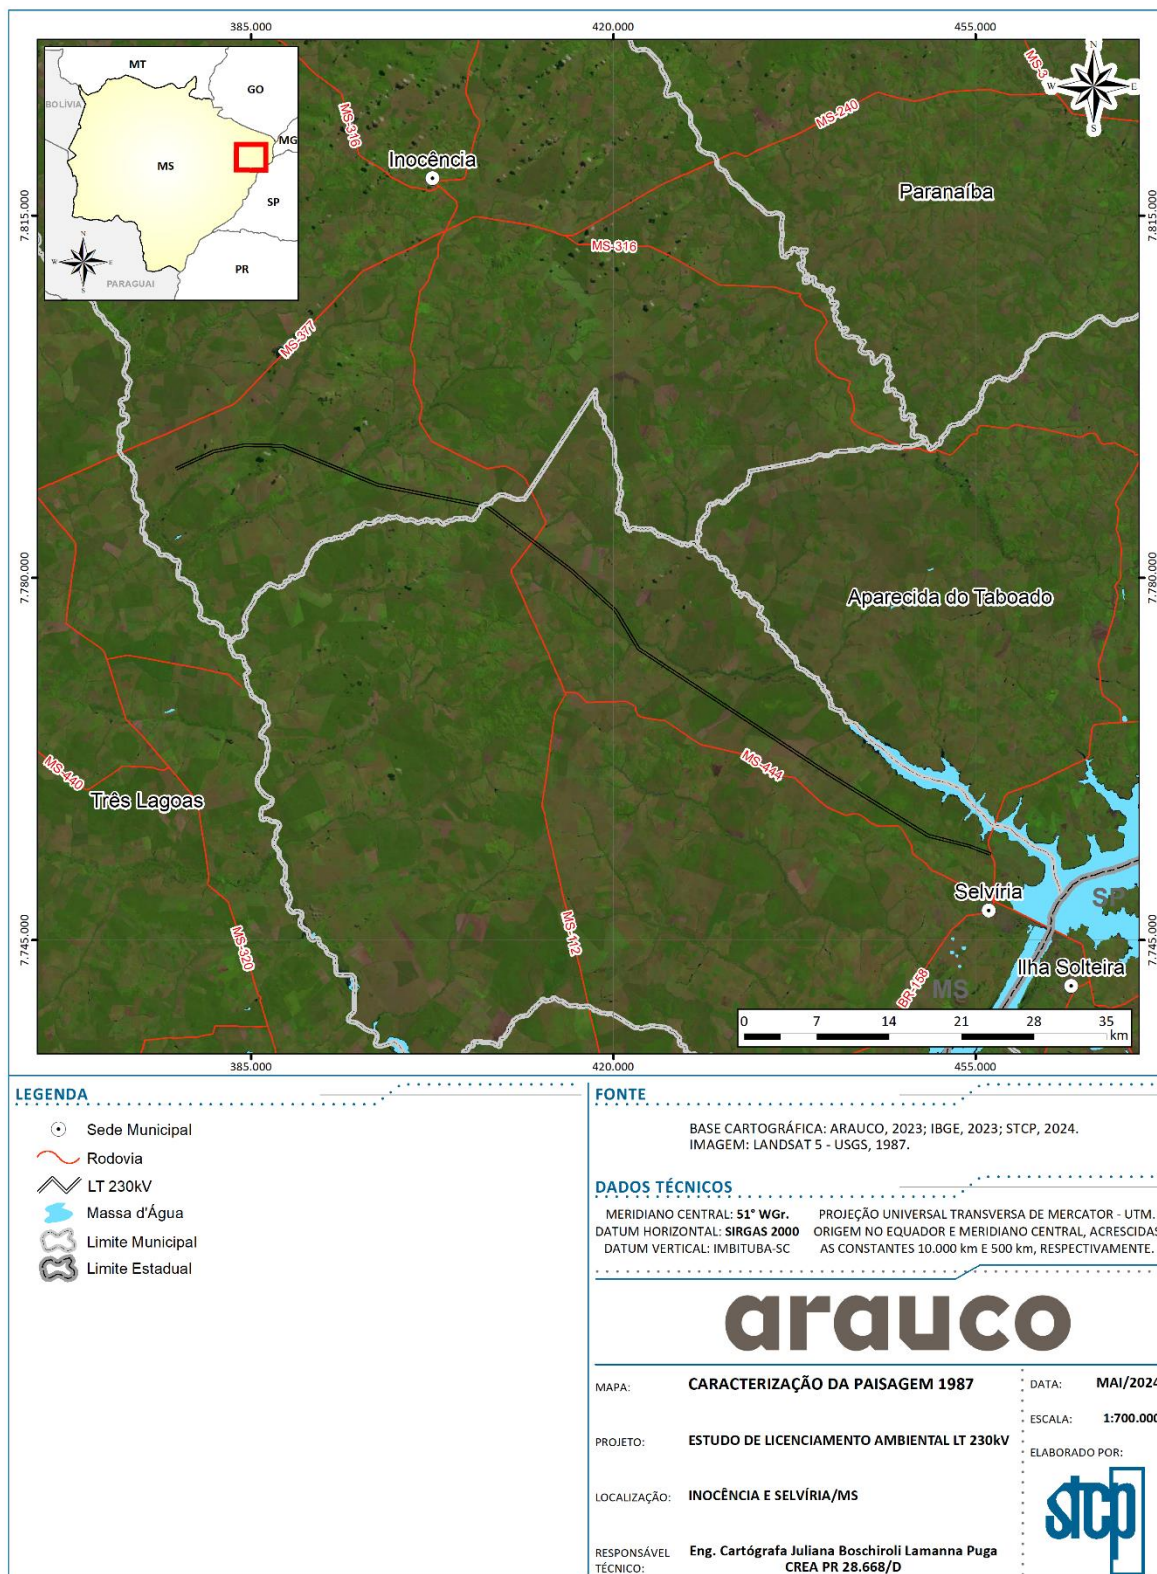 385.000
420.000
455.000
MT
GO
BOLÍVIA
MG
MS
SP
PR
PARAGUAI
N
W
E
S
N
W
E
S
MS-3
MS-240
MS-316
Inocência
Paranaíba
7.815.000
7.815.000
MS-316
MS-377
7.780.000
7.780.000
Aparecida do Taboado
MS-440
MS-444
Três Lagoas
Selvíria
SP
7.745.000
7.745.000
MS-320
MS-112
BR-158
MS
Ilha Solteira
0 7 14 21 28 35
km
385.000
420.000
455.000
LEGENDA
Sede Municipal
Rodovia
LT 230kV
Massa d'Água
Limite Municipal
Limite Estadual
FONTE
BASE CARTOGRÁFICA: ARAUCO, 2023; IBGE, 2023; STCP, 2024.
IMAGEM: LANDSAT 5 - USGS, 1987.
DADOS TÉCNICOS
MERIDIANO CENTRAL: 51° WGr.
DATUM HORIZONTAL: SIRGAS 2000
DATUM VERTICAL: IMBITUBA-SC
PROJEÇÃO UNIVERSAL TRANSVERSA DE MERCATOR - UTM.
ORIGEM NO EQUADOR E MERIDIANO CENTRAL, ACRESCIDAS
AS CONSTANTES 10.000 km E 500 km, RESPECTIVAMENTE.
arauco
MAPA: CARACTERIZAÇÃO DA PAISAGEM 1987
DATA: MAI/2024
ESCALA: 1:700.000
PROJETO: ESTUDO DE LICENCIAMENTO AMBIENTAL LT 230kV
ELABORADO POR:
LOCALIZAÇÃO: INOCÊNCIA E SELVÍRIA/MS
stcp
RESPONSÁVEL
TÉCNICO:
Eng. Cartógrafa Juliana Boschiroli Lamanna Puga
CREA PR 28.668/D